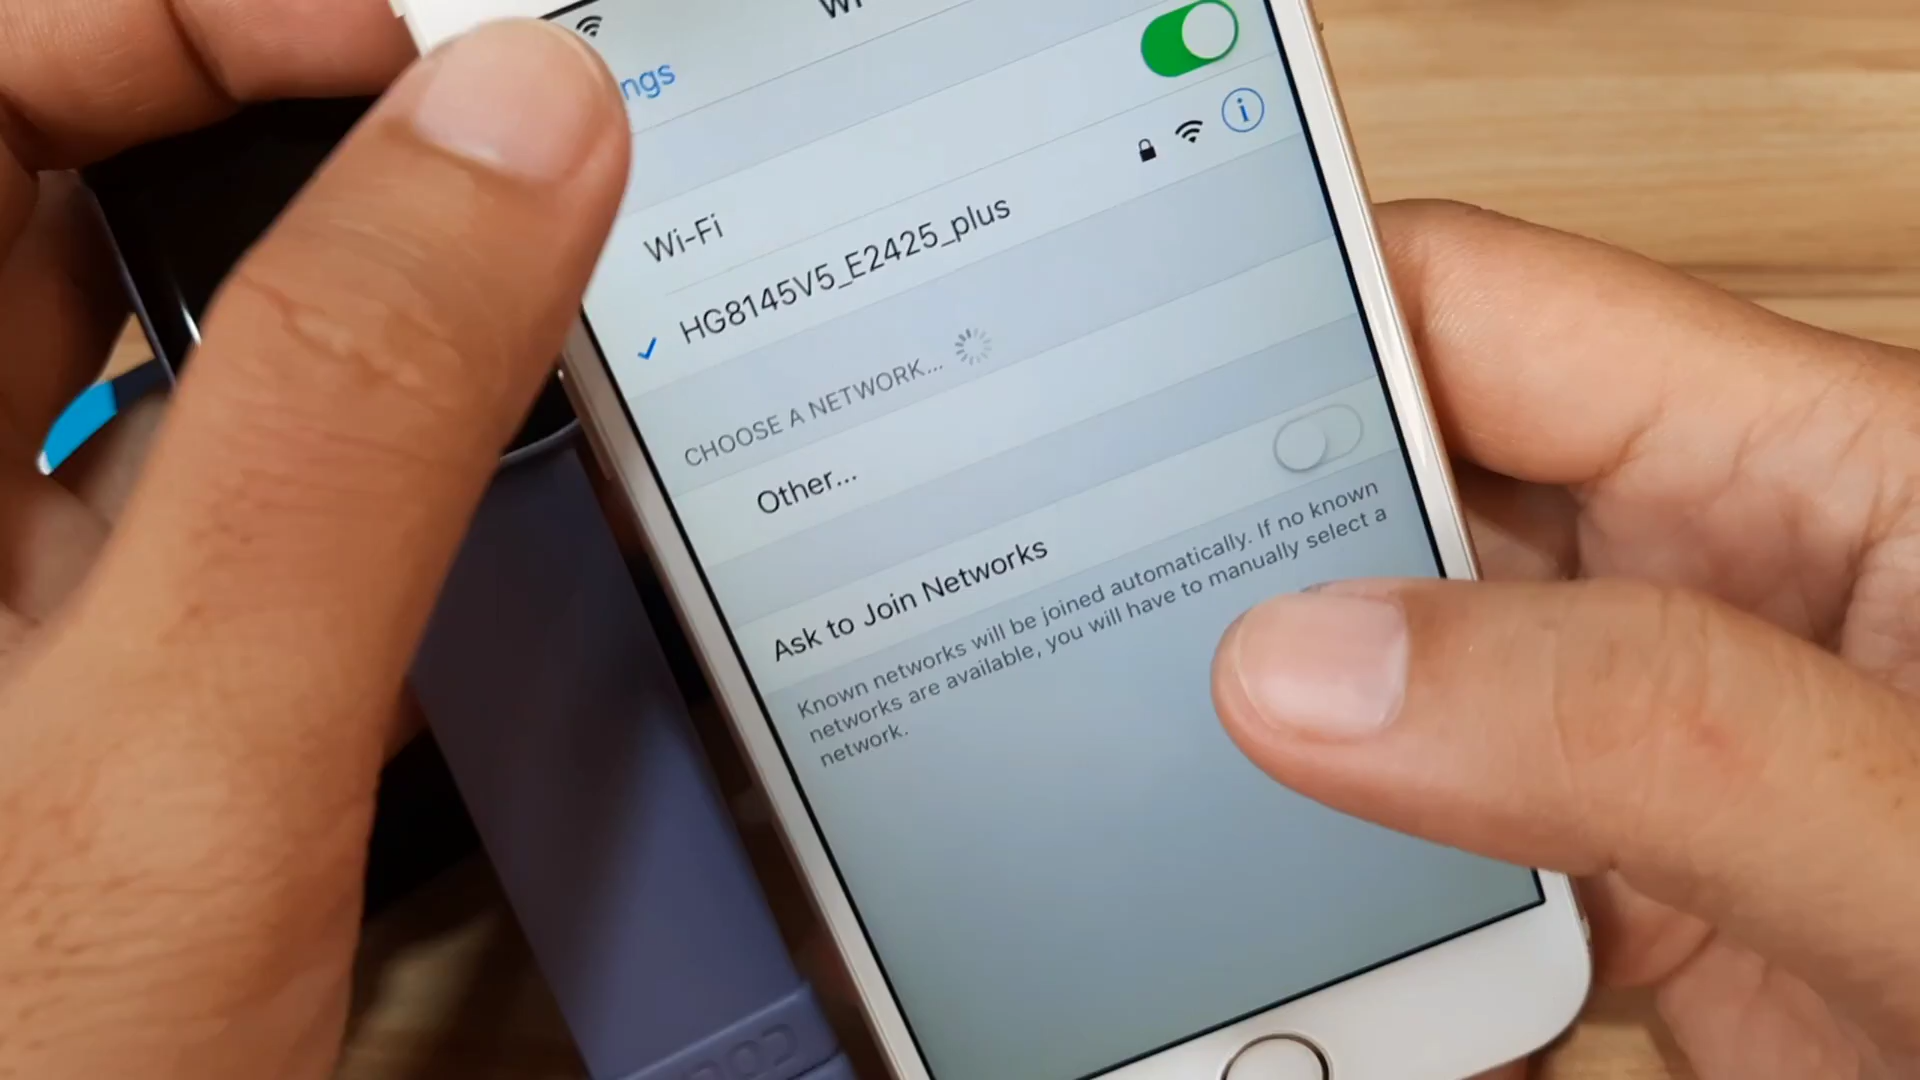 ngs
Wi-Fi
HG8145V5_E2425_plus
CHOOSE A NETWORK...
Other...
Ask to Join Networks
Known networks will be joined automatically. If no known
networks are available, you will have to manually select a
network.